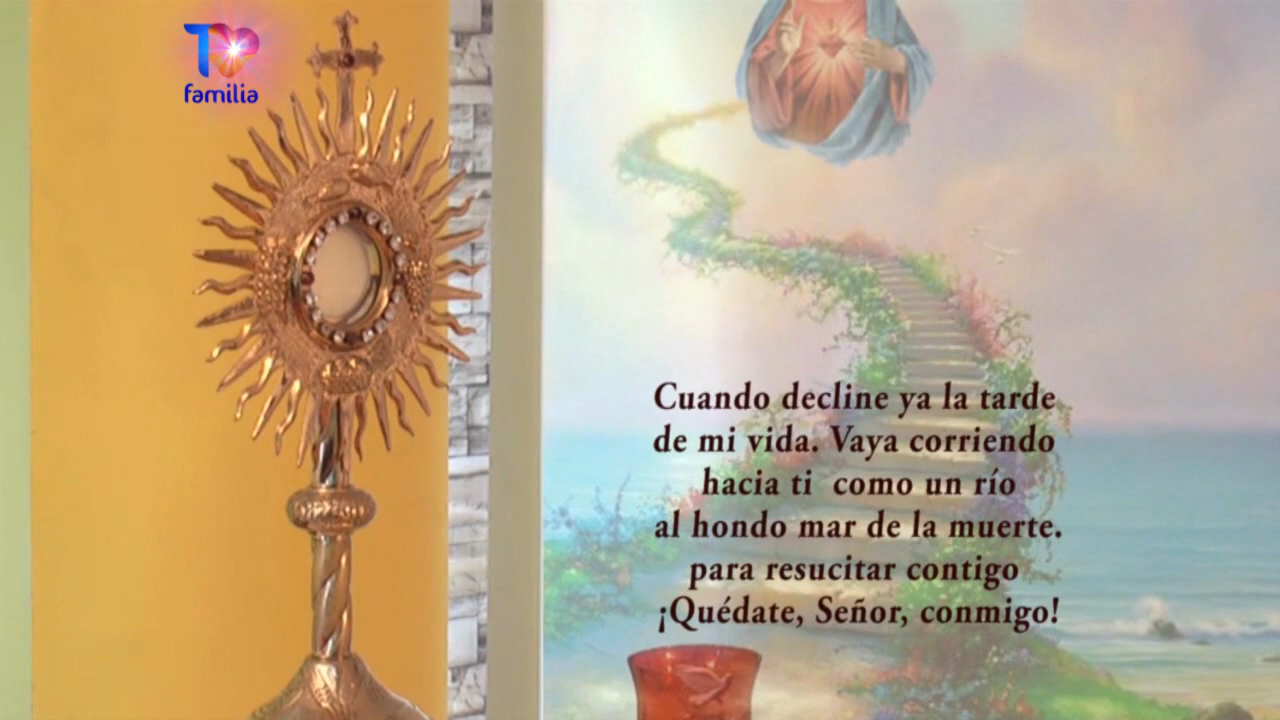 TV
familia
Cuando decline ya la tarde
de mi vida. Vaya corriendo
hacia ti como un río
al hondo mar de la muerte.
para resucitar contigo
¡Quédate, Señor, conmigo!